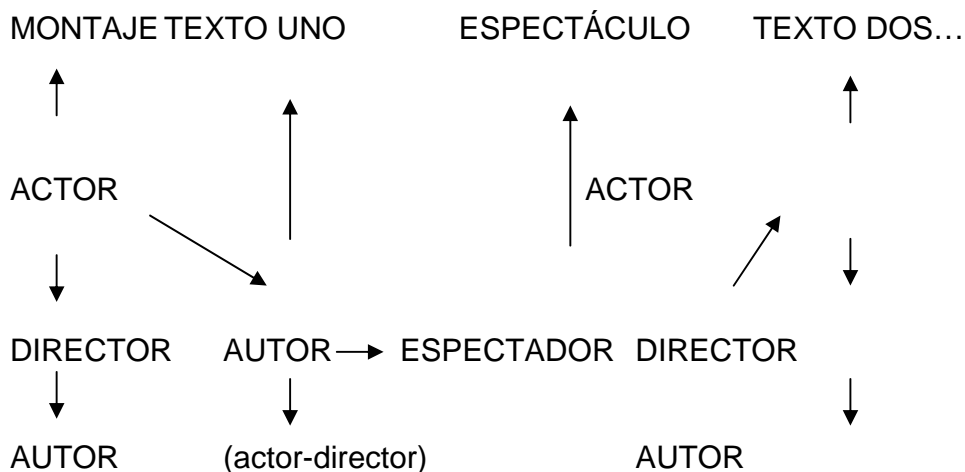 MONTAJE TEXTO UNO ESPECTÁCULO TEXTO DOS…
ACTOR ACTOR
DIRECTOR AUTOR ESPECTADOR DIRECTOR
AUTOR (actor-director) AUTOR